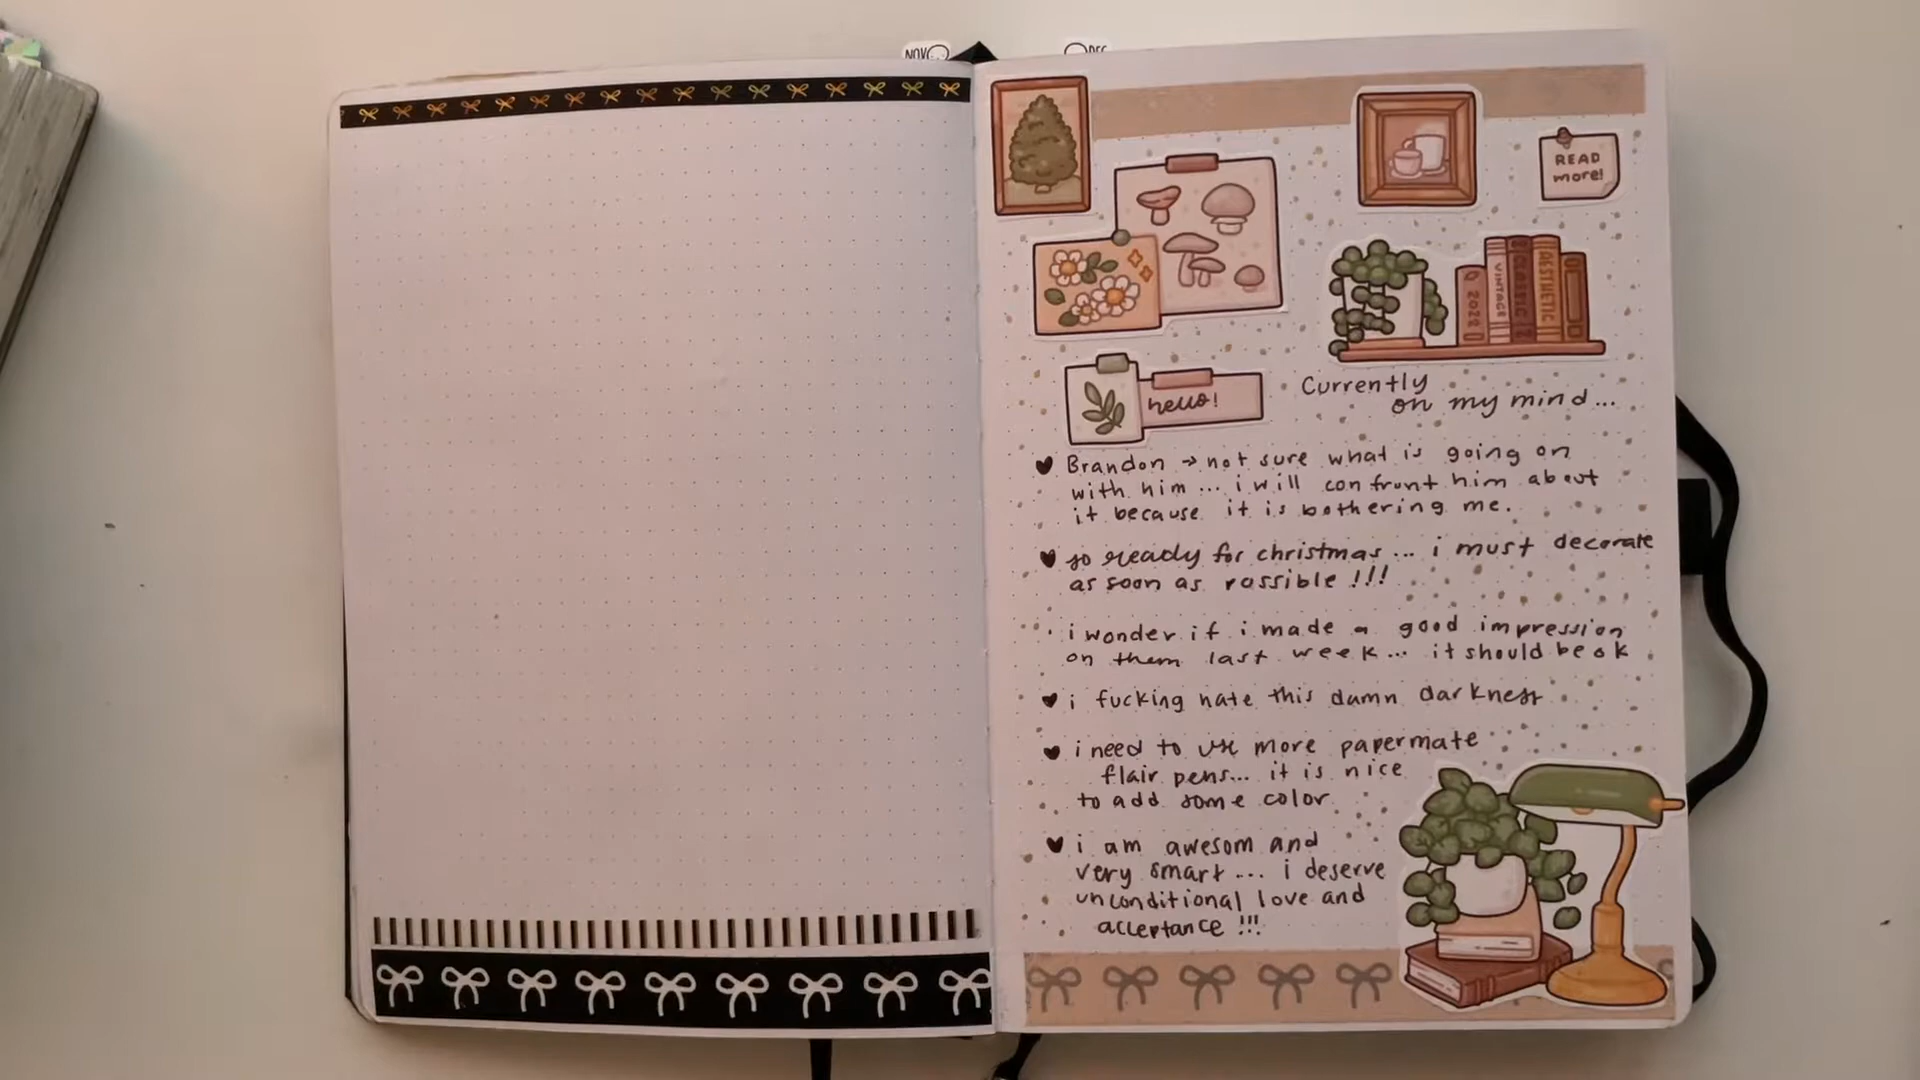 NOV
DEC
READ
more!
2022
VINTAGE
CLASSIC
AESTHETIC
hello!
Currently
on my mind...
Brandon → not sure what is going on
with him ... i will confront him about
it because it is bothering me.
so ready for christmas... i must decorate
as soon as possible !!!
i wonder if i made a good impression
on them last week... it should be ok
i fucking hate this damn darkness
i need to use more papermate
flair pens... it is nice
to add some color
i am awesom and
very smart... i deserve
unconditional love and
acceptance !!!